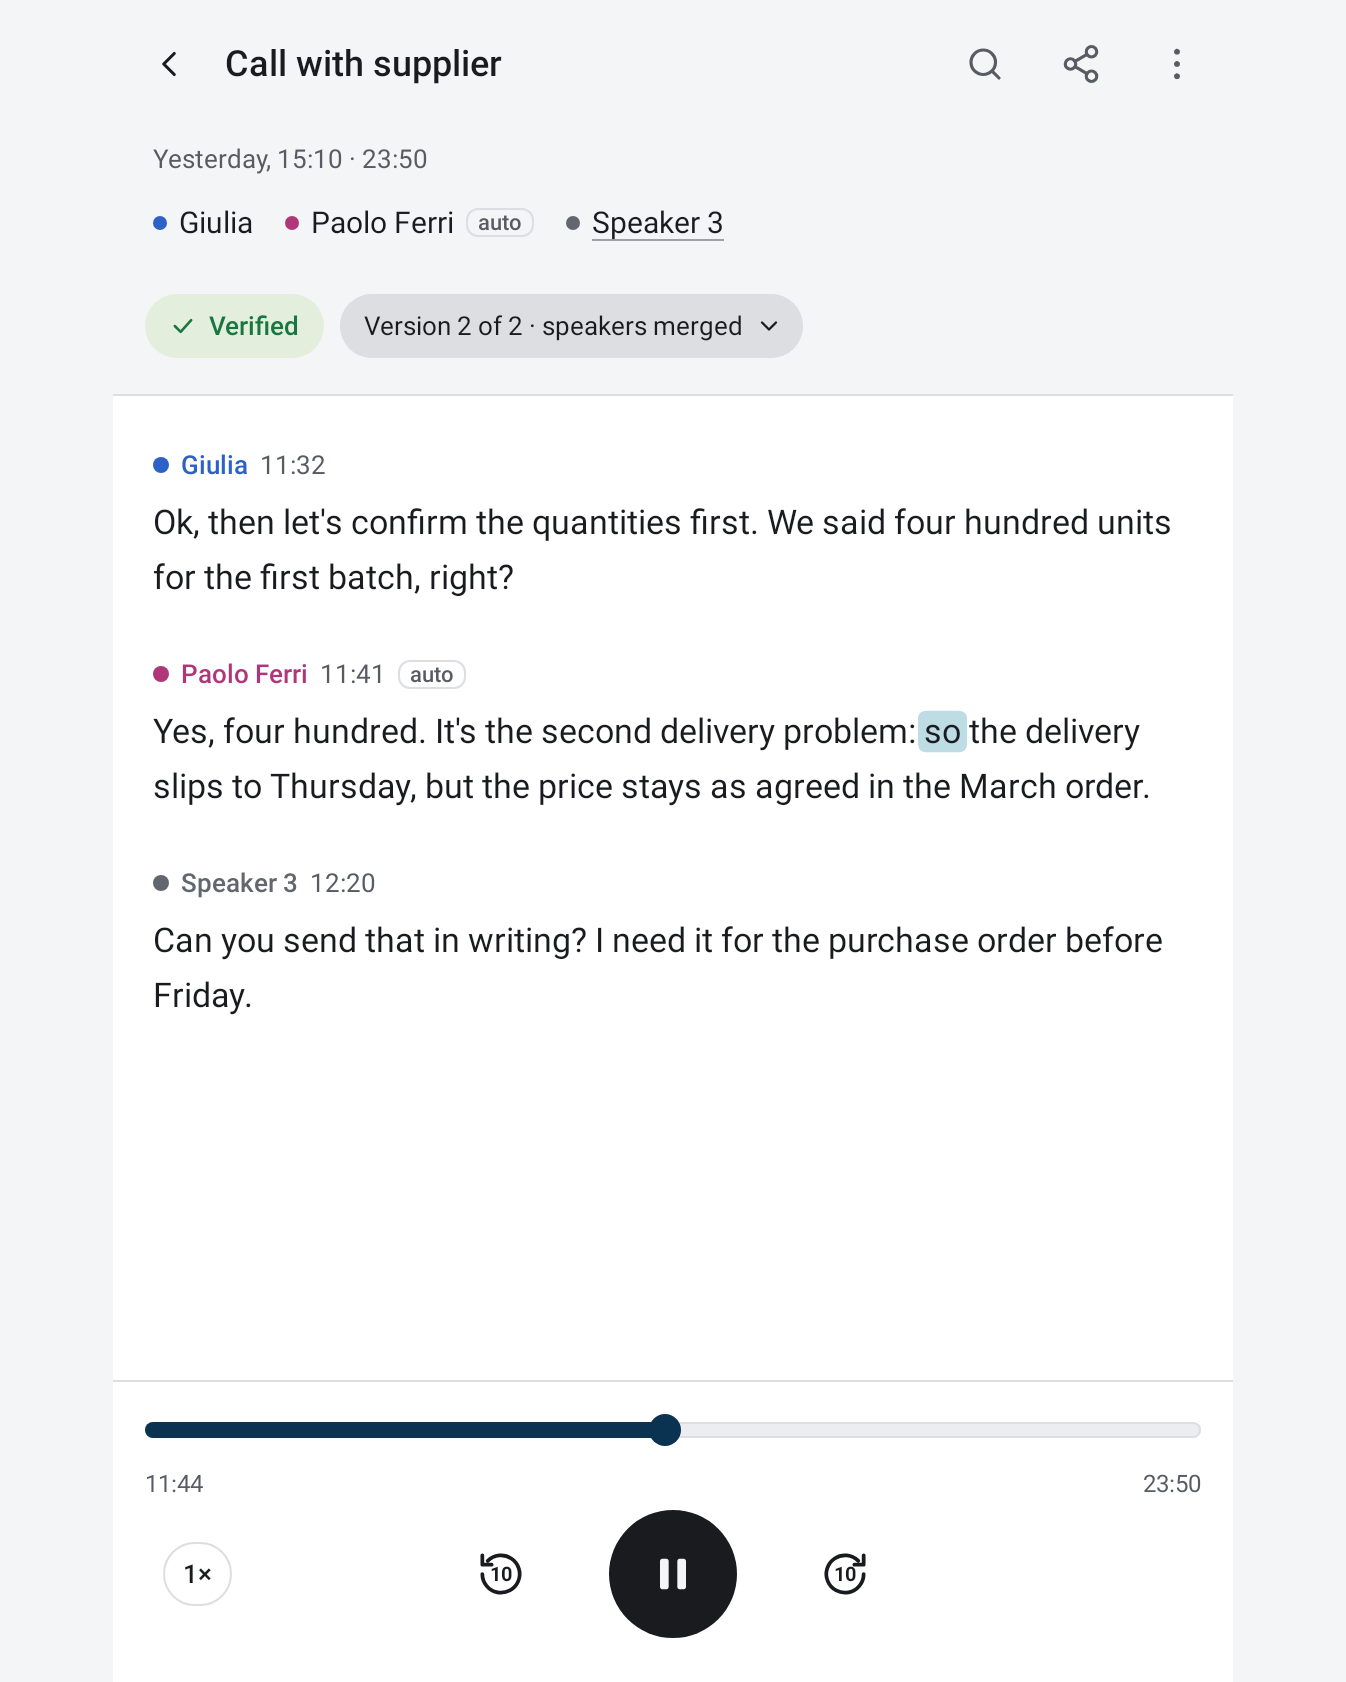 Call with supplier
Yesterday, 15:10 · 23:50
Giulia Paolo Ferri auto Speaker 3
Verified Version 2 of 2 · speakers merged
Giulia 11:32
Ok, then let's confirm the quantities first. We said four hundred units
for the first batch, right?
Paolo Ferri 11:41 auto
Yes, four hundred. It's the second delivery problem: so the delivery
slips to Thursday, but the price stays as agreed in the March order.
Speaker 3 12:20
Can you send that in writing? I need it for the purchase order before
Friday.
11:44 23:50
1× 10 10